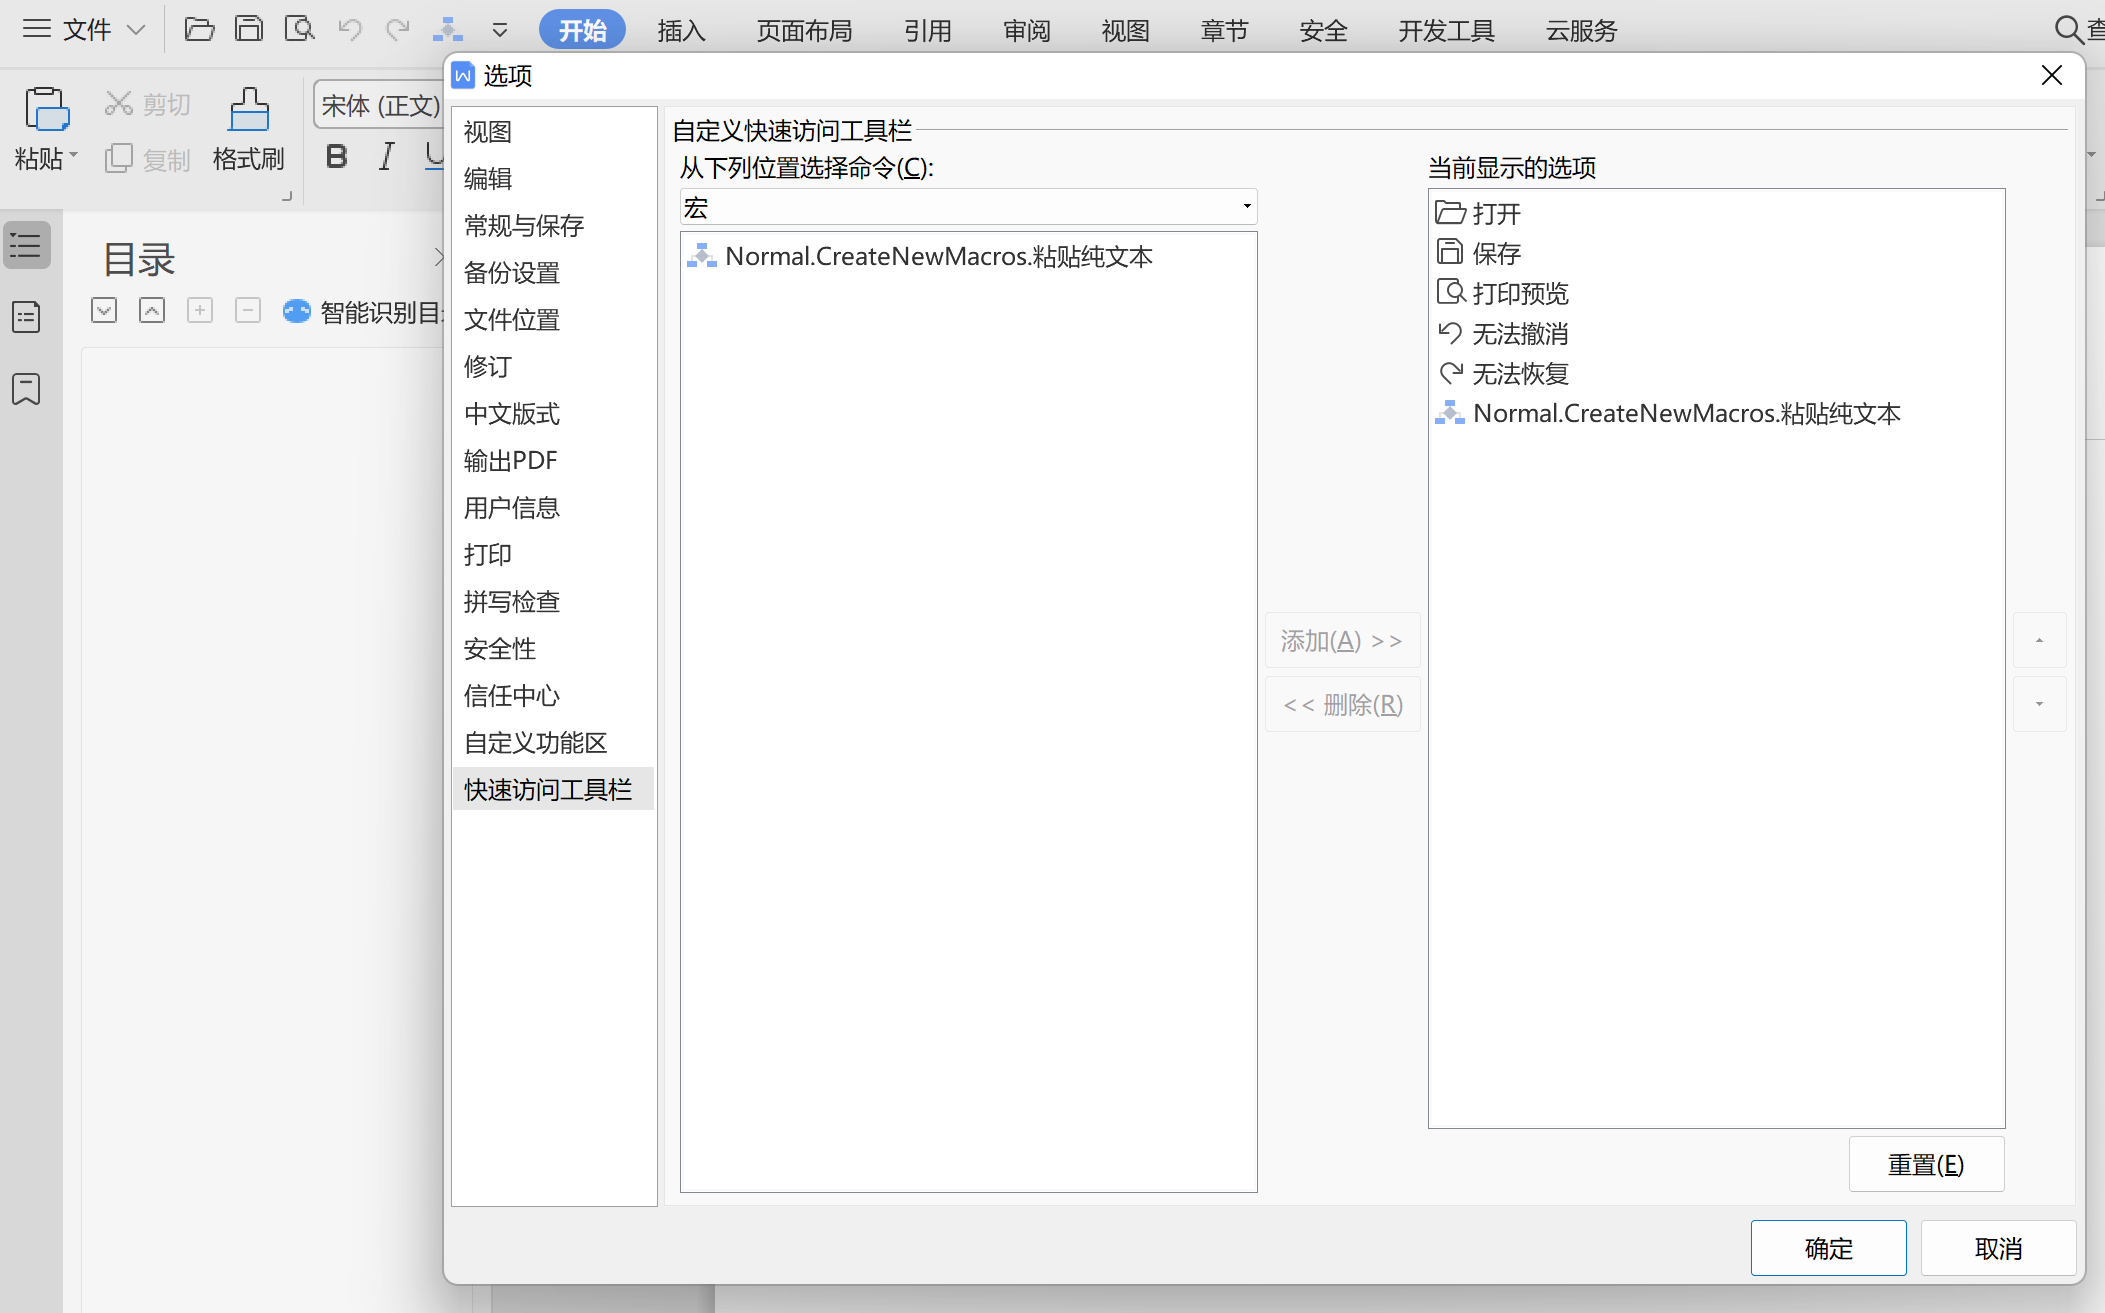 文件
开始 插入 页面布局 引用 审阅 视图 章节 安全 开发工具 云服务 查
粘贴
剪切
复制
格式刷
宋体 (正文)
B I U
目录
智能识别目
选项
视图
编辑
常规与保存
备份设置
文件位置
修订
中文版式
输出PDF
用户信息
打印
拼写检查
安全性
信任中心
自定义功能区
快速访问工具栏
自定义快速访问工具栏
从下列位置选择命令(C):
宏
Normal.CreateNewMacros.粘贴纯文本
添加(A) >>
<< 删除(R)
当前显示的选项
打开
保存
打印预览
无法撤消
无法恢复
Normal.CreateNewMacros.粘贴纯文本
重置(E)
确定 取消